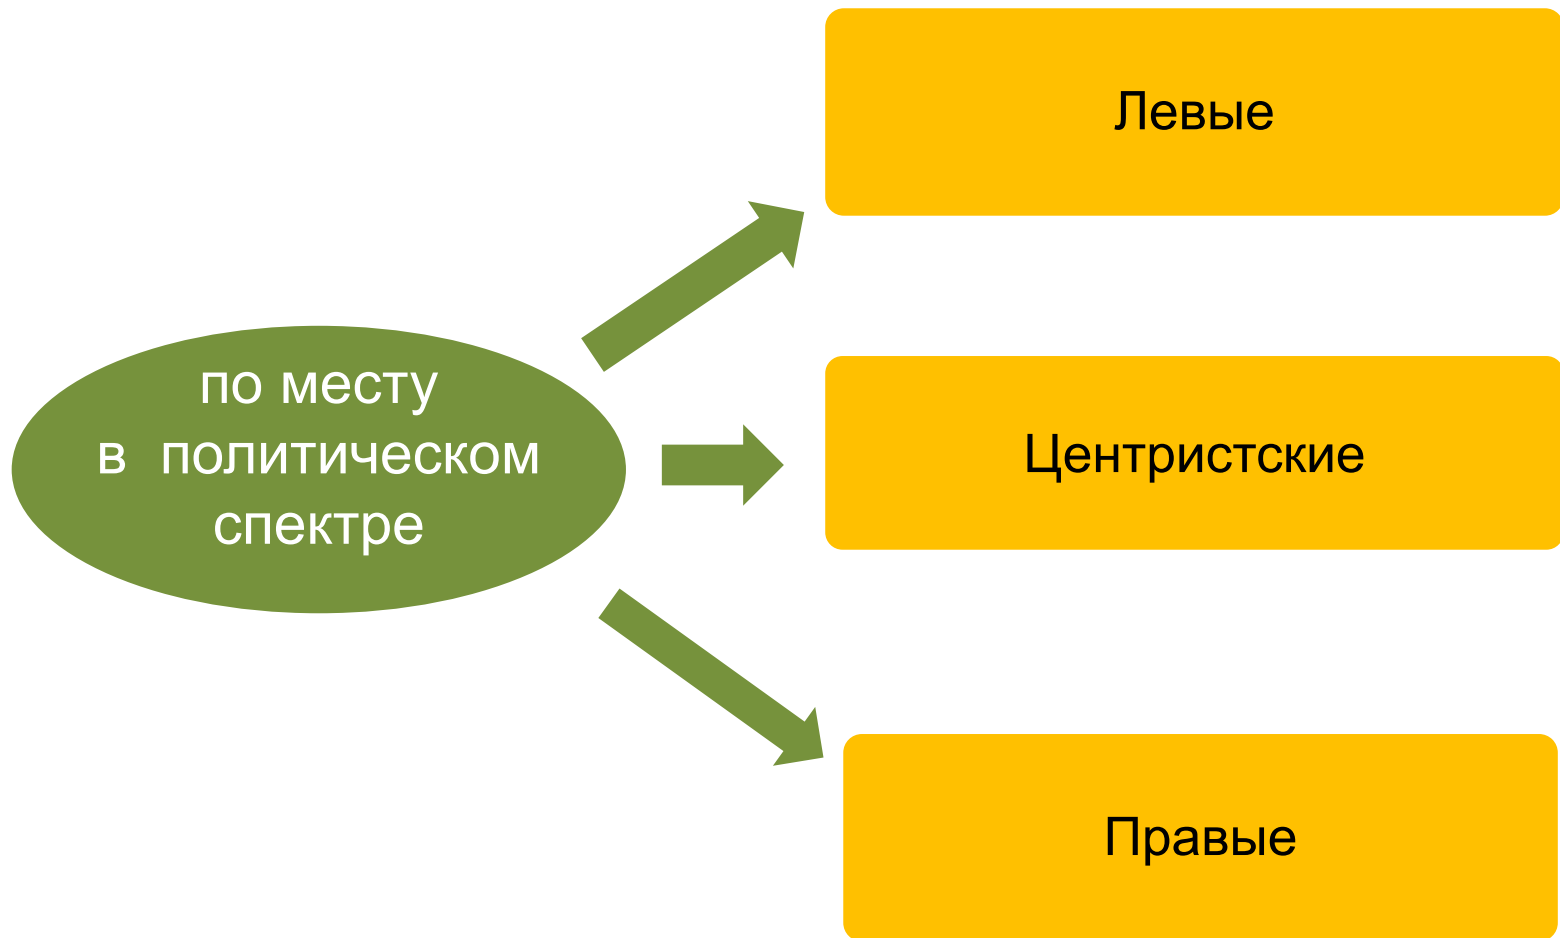 по месту
в политическом
спектре
Левые
Центристские
Правые